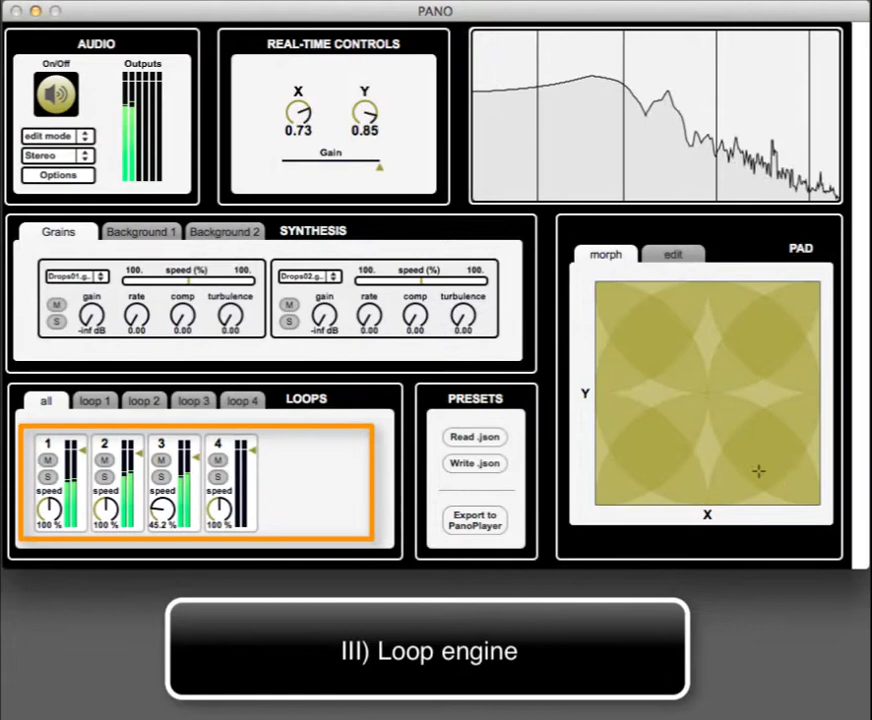 PANO
AUDIO
On/Off
Outputs
edit mode
Stereo
Options
REAL-TIME CONTROLS
X
Y
0.73
0.85
Gain
Grains
Background 1
Background 2
SYNTHESIS
Drops01.g..
100. speed (%) 100.
M
S
gain rate comp turbulence
-inf dB 0.00 0.00 0.00
Drops02.g..
100. speed (%) 100.
M
S
gain rate comp turbulence
-inf dB 0.00 0.00 0.00
PAD
morph
edit
Y
X
all
loop 1
loop 2
loop 3
loop 4
LOOPS
1
M
S
speed
100 %
2
M
S
speed
100 %
3
M
S
speed
45.2 %
4
M
S
speed
100 %
PRESETS
Read .json
Write .json
Export to
PanoPlayer
III) Loop engine